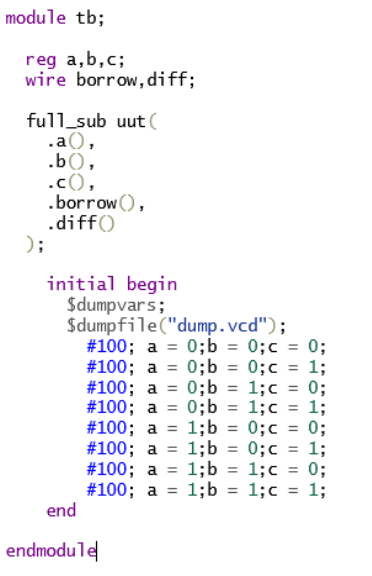 module tb;
reg a,b,c;
wire borrow,diff;
full_sub uut(
.a(),
.b(),
.c(),
.borrow(),
.diff()
);
initial begin
$dumpvars;
$dumpfile("dump.vcd");
#100; a = 0;b = 0;c = 0;
#100; a = 0;b = 0;c = 1;
#100; a = 0;b = 1;c = 0;
#100; a = 0;b = 1;c = 1;
#100; a = 1;b = 0;c = 0;
#100; a = 1;b = 0;c = 1;
#100; a = 1;b = 1;c = 0;
#100; a = 1;b = 1;c = 1;
end
endmodule